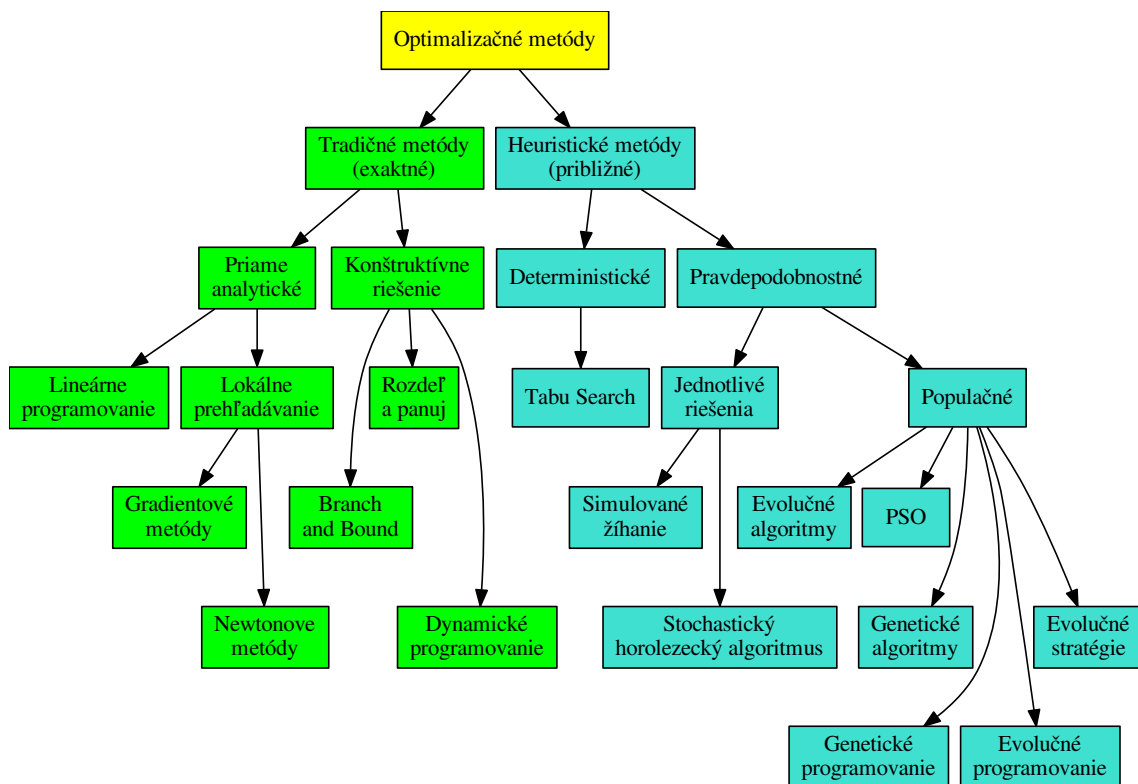 Optimalizačné metódy
Tradičné metódy
(exaktné)
Heuristické metódy
(približné)
Priame
analytické
Konštruktívne
riešenie
Deterministické
Pravdepodobnostné
Lineárne
programovanie
Lokálne
prehľadávanie
Rozdeľ
a panuj
Tabu Search
Jednotlivé
riešenia
Populačné
Gradientové
metódy
Branch
and Bound
Simulované
žíhanie
Evolučné
algoritmy
PSO
Newtonove
metódy
Dynamické
programovanie
Stochastický
horolezecký algoritmus
Genetické
algoritmy
Evolučné
stratégie
Genetické
programovanie
Evolučné
programovanie